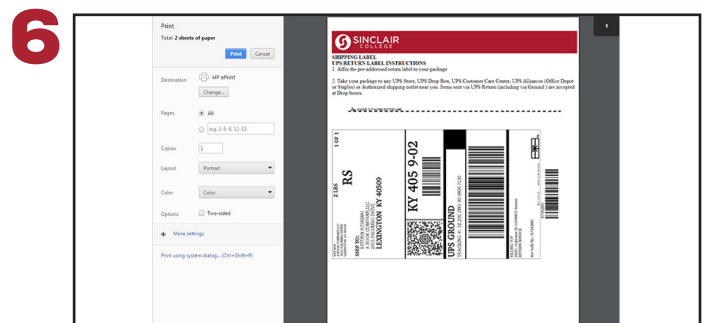 6
Print
Total: 2 sheets of paper
Print Cancel
Destination HP ePrint
Change...
Pages All
e.g. 1-5, 8, 11-13
Copies 1
Layout Portrait
Color Color
Options Two-sided
+ More settings
Print using system dialog... (Ctrl+Shift+P)
1
SINCLAIR
COLLEGE
SHIPPING LABEL
UPS RETURN LABEL INSTRUCTIONS
1. Affix the pre-addressed return label to your package
2. Take your package to any UPS Store, UPS Drop Box, UPS Customer Care Center, UPS Alliances (Office Depot
or Staples) or Authorized shipping outlet near you. Items sent via UPS Return (including via Ground) are accepted
at Drop boxes.
2 LBS 1 OF 1
RS
SHIP TO:
LEXINGTON KY 40509
KY 405 9-02
UPS GROUND